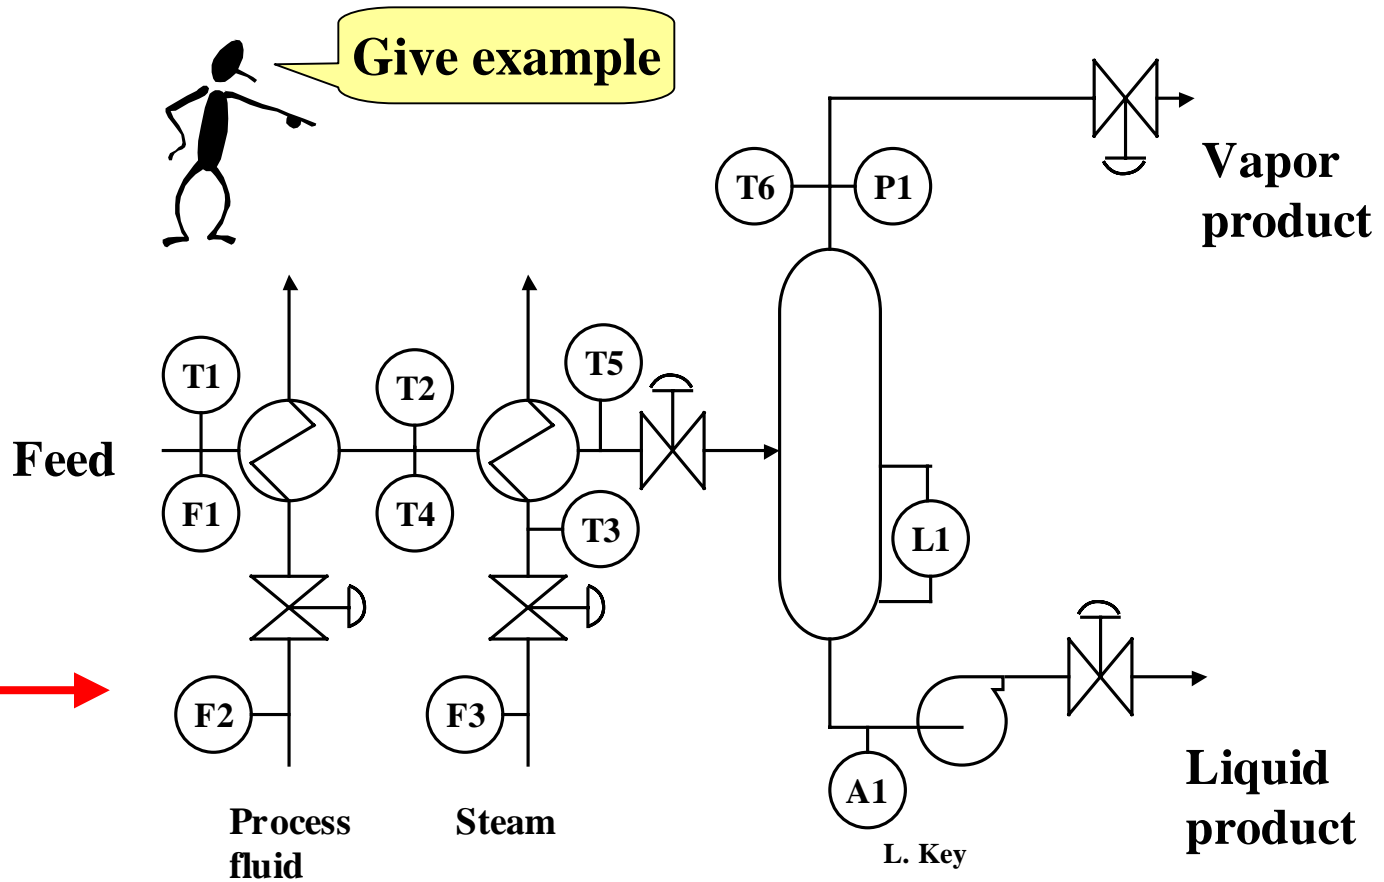 Give example
T6
P1
Vapor
product
T1
T2
T5
Feed
F1
T4
T3
L1
F2
F3
A1
Liquid
product
Process
fluid
Steam
L. Key